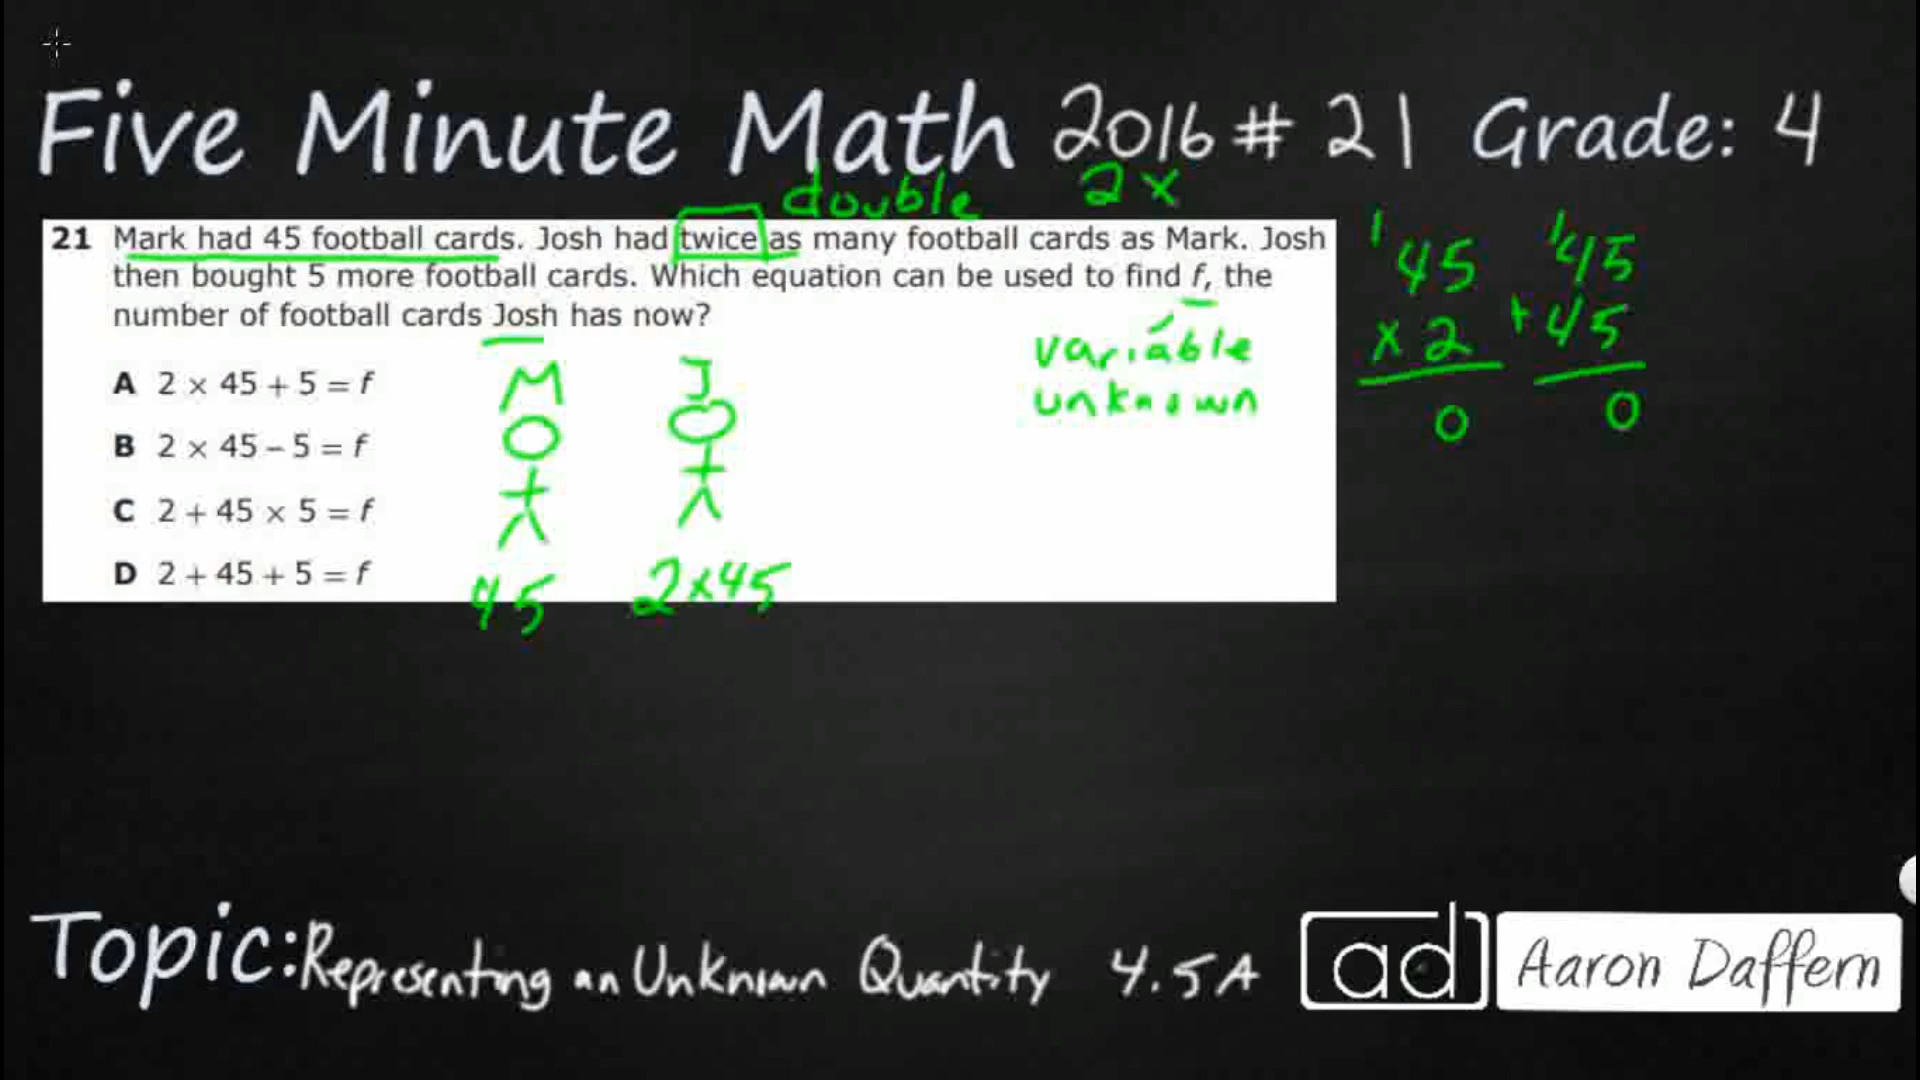 Five Minute Math 2016 # 21 Grade: 4
double 2x
21 Mark had 45 football cards. Josh had twice as many football cards as Mark. Josh
then bought 5 more football cards. Which equation can be used to find f, the
number of football cards Josh has now?
A 2 × 45 + 5 = f
B 2 × 45 – 5 = f
C 2 + 45 × 5 = f
D 2 + 45 + 5 = f
M J
45 2x45
variable
unknown
1 1
45 45
x 2 + 45
0 0
Topic: Representing an Unknown Quantity 4.5A
ad Aaron Daffern